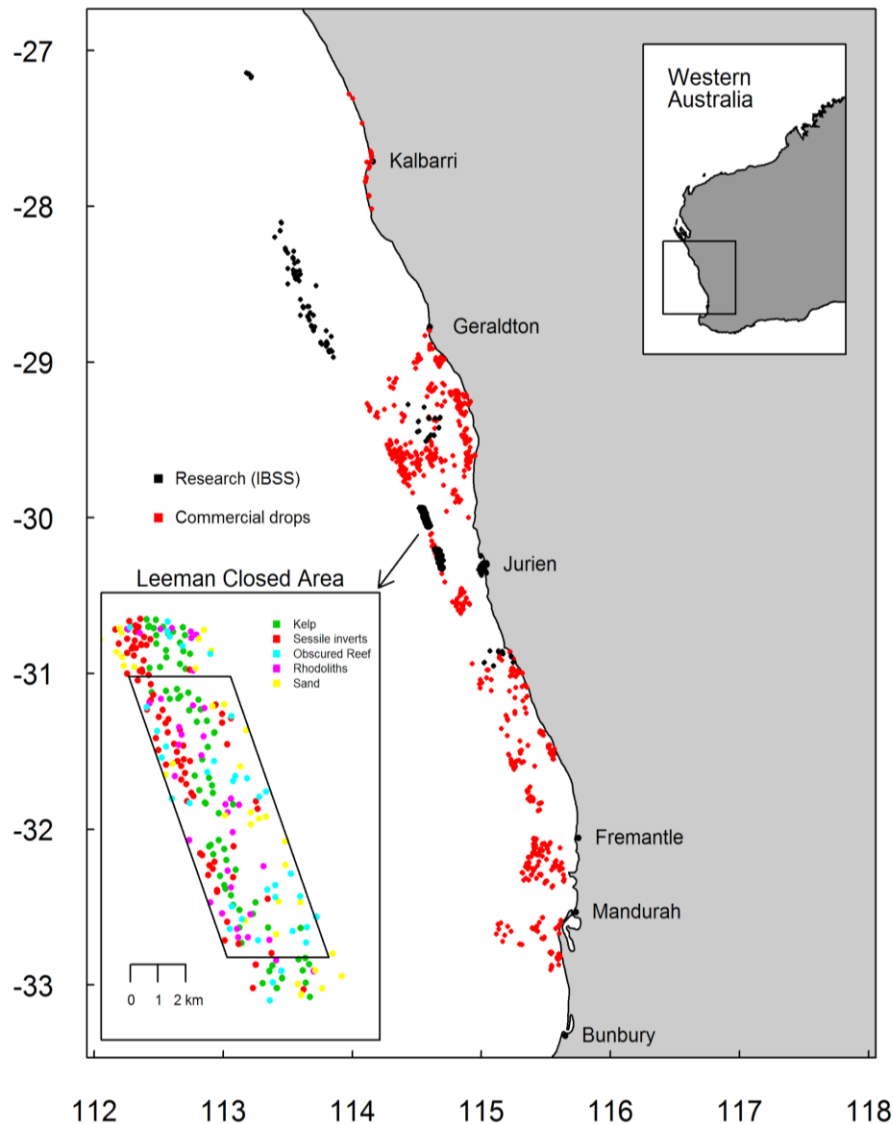 -27
-28
-29
-30
-31
-32
-33
Western
Australia
Kalbarri
Geraldton
Research (IBSS)
Commercial drops
Jurien
Leeman Closed Area
Kelp
Sessile inverts
Obscured Reef
Rhodoliths
Sand
Fremantle
Mandurah
0 1 2 km
Bunbury
112 113 114 115 116 117 118